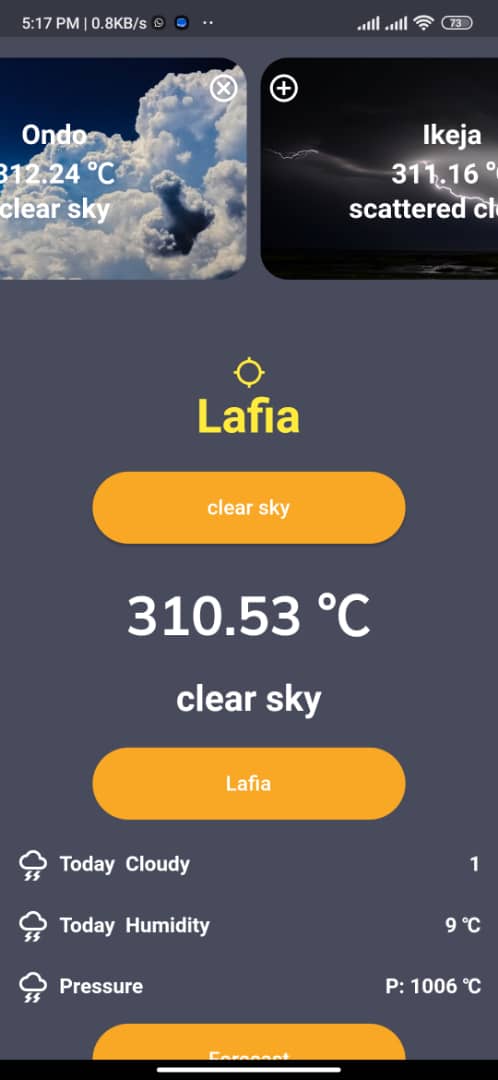 5:17 PM | 0.8KB/s
73
Ondo
312.24 °C
clear sky
Ikeja
311.16 °
scattered cl
Lafia
clear sky
310.53 °C
clear sky
Lafia
Today Cloudy 1
Today Humidity 9 °C
Pressure P: 1006 °C
Forecast